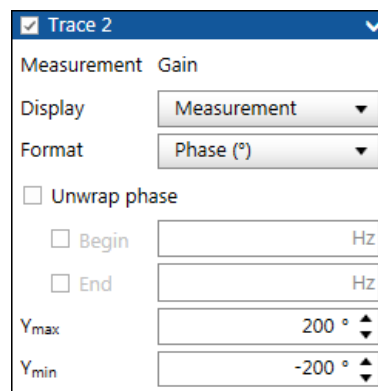 Trace 2
Measurement Gain
Display Measurement
Format Phase (°)
Unwrap phase
Begin Hz
End Hz
Ymax 200 °
Ymin -200 °